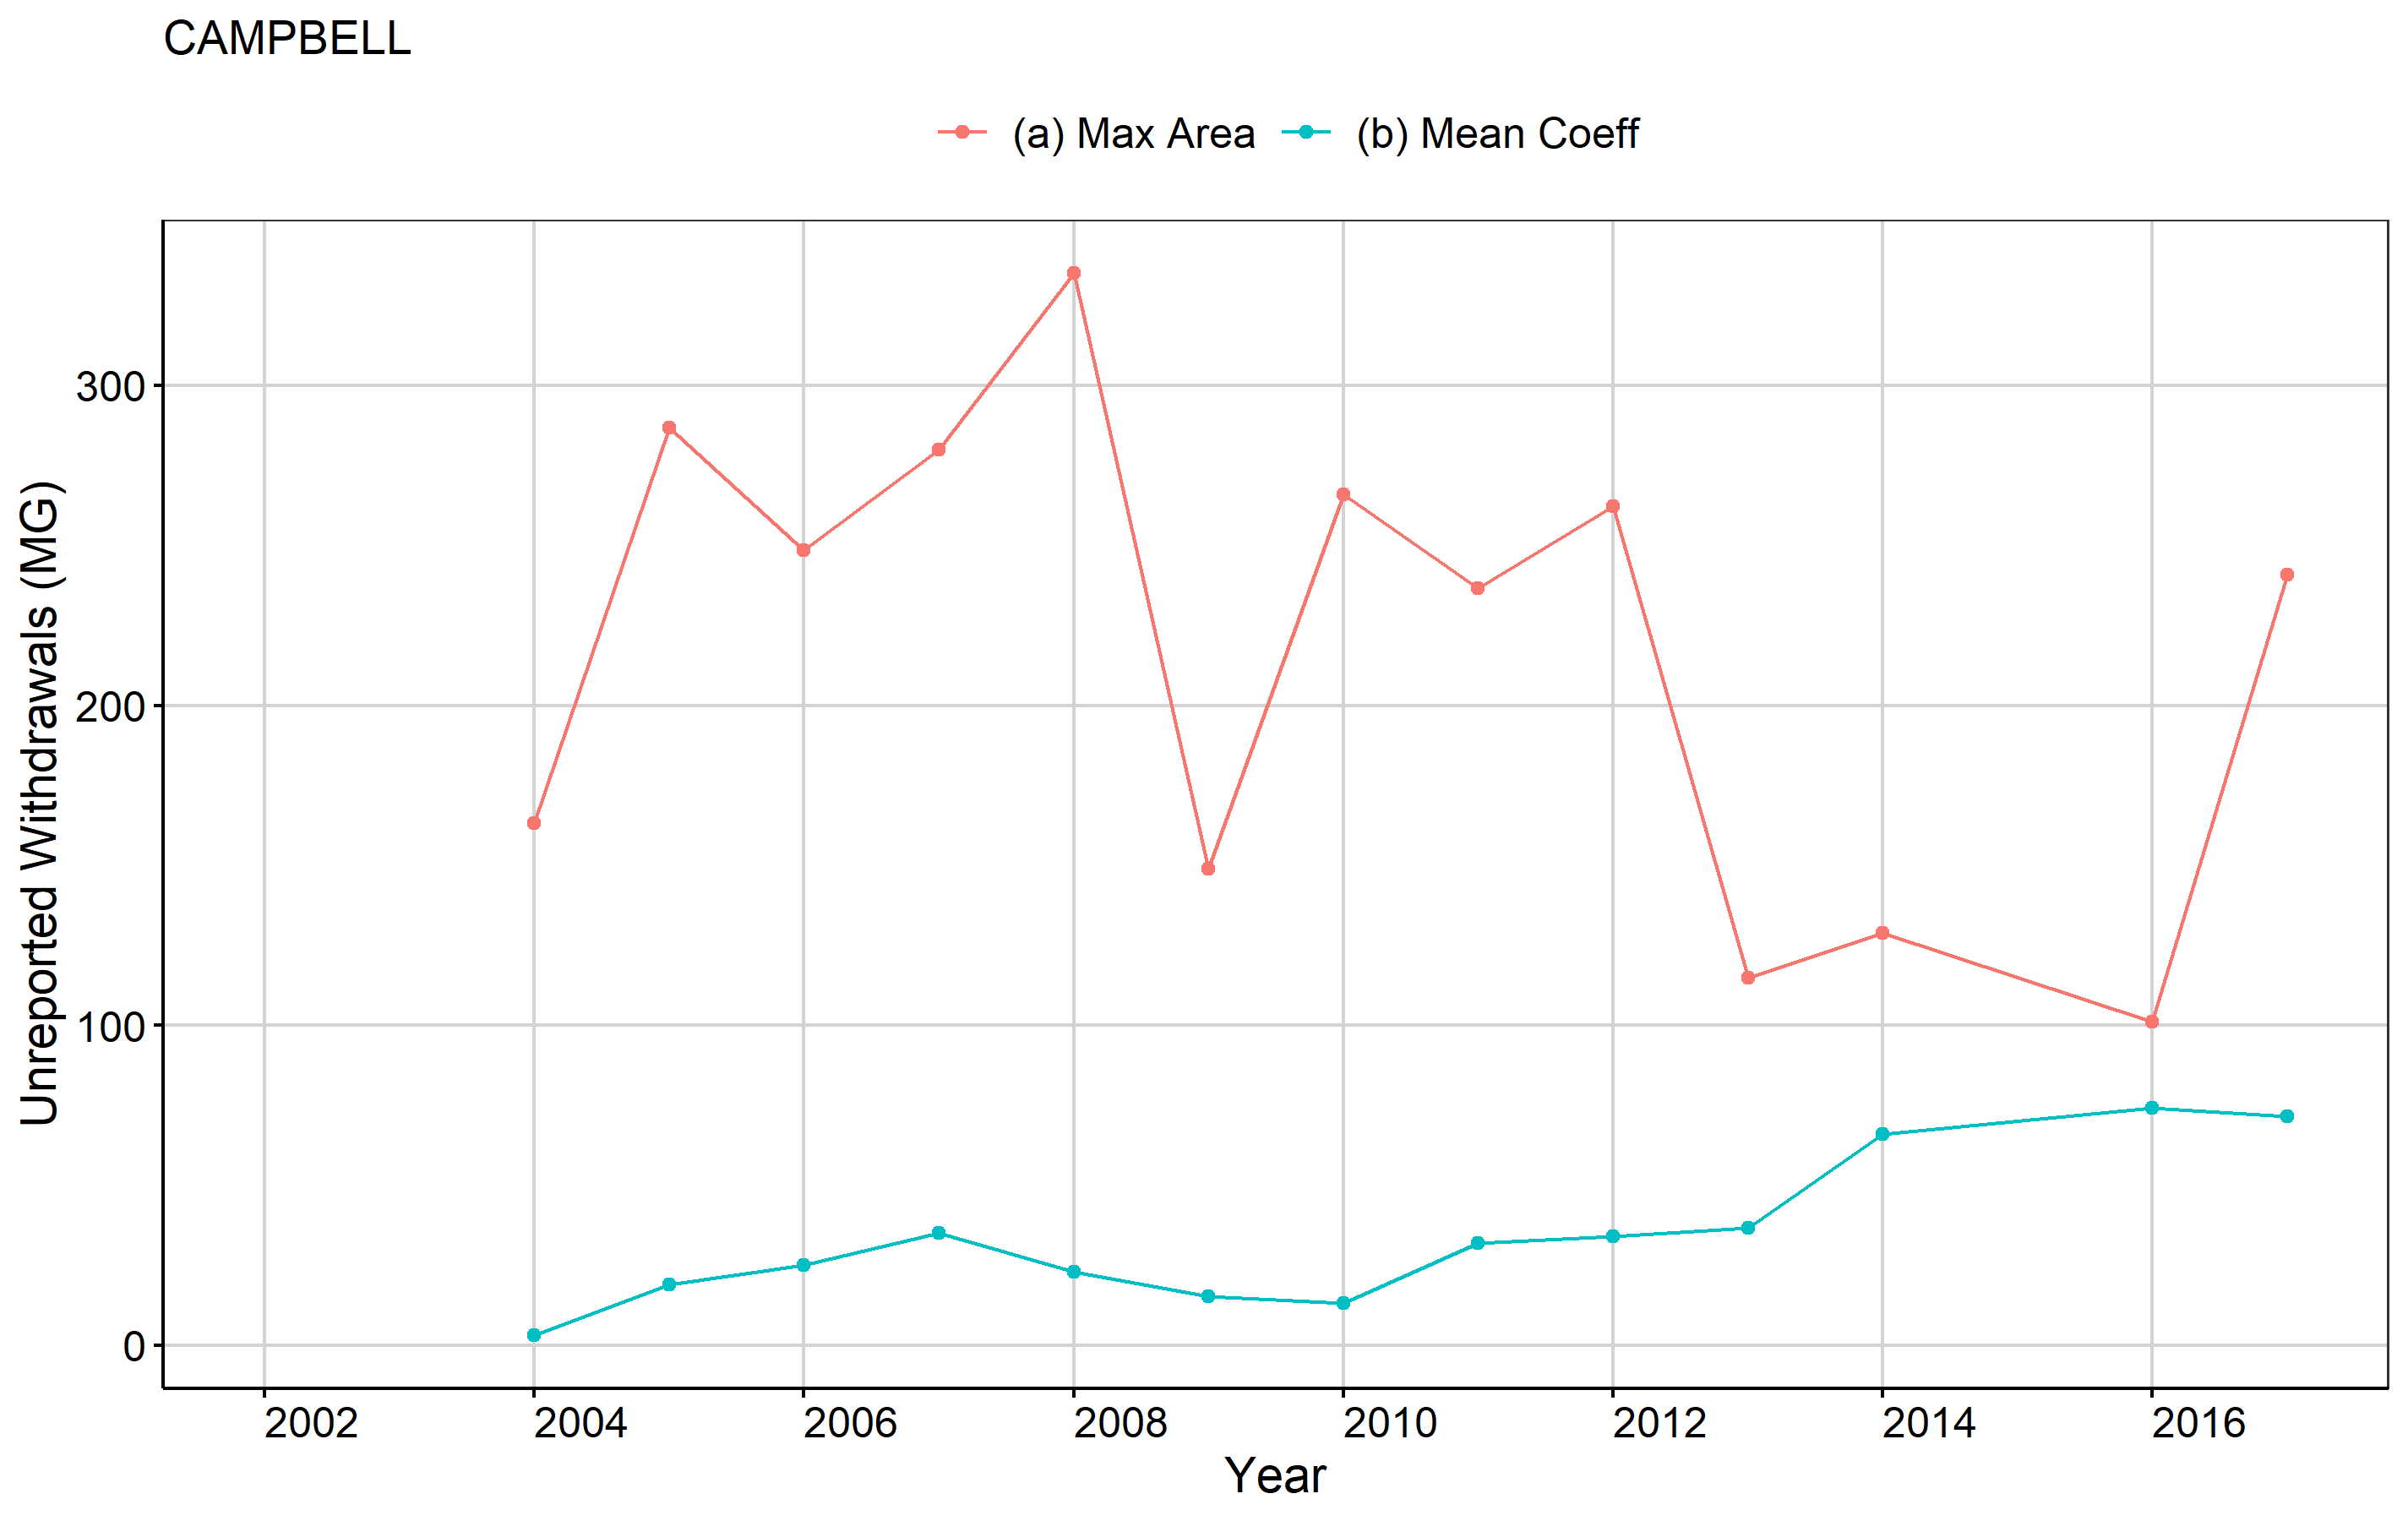 CAMPBELL
(a) Max Area (b) Mean Coeff
Unreported Withdrawals (MG)
300
200
100
0
2002 2004 2006 2008 2010 2012 2014 2016
Year